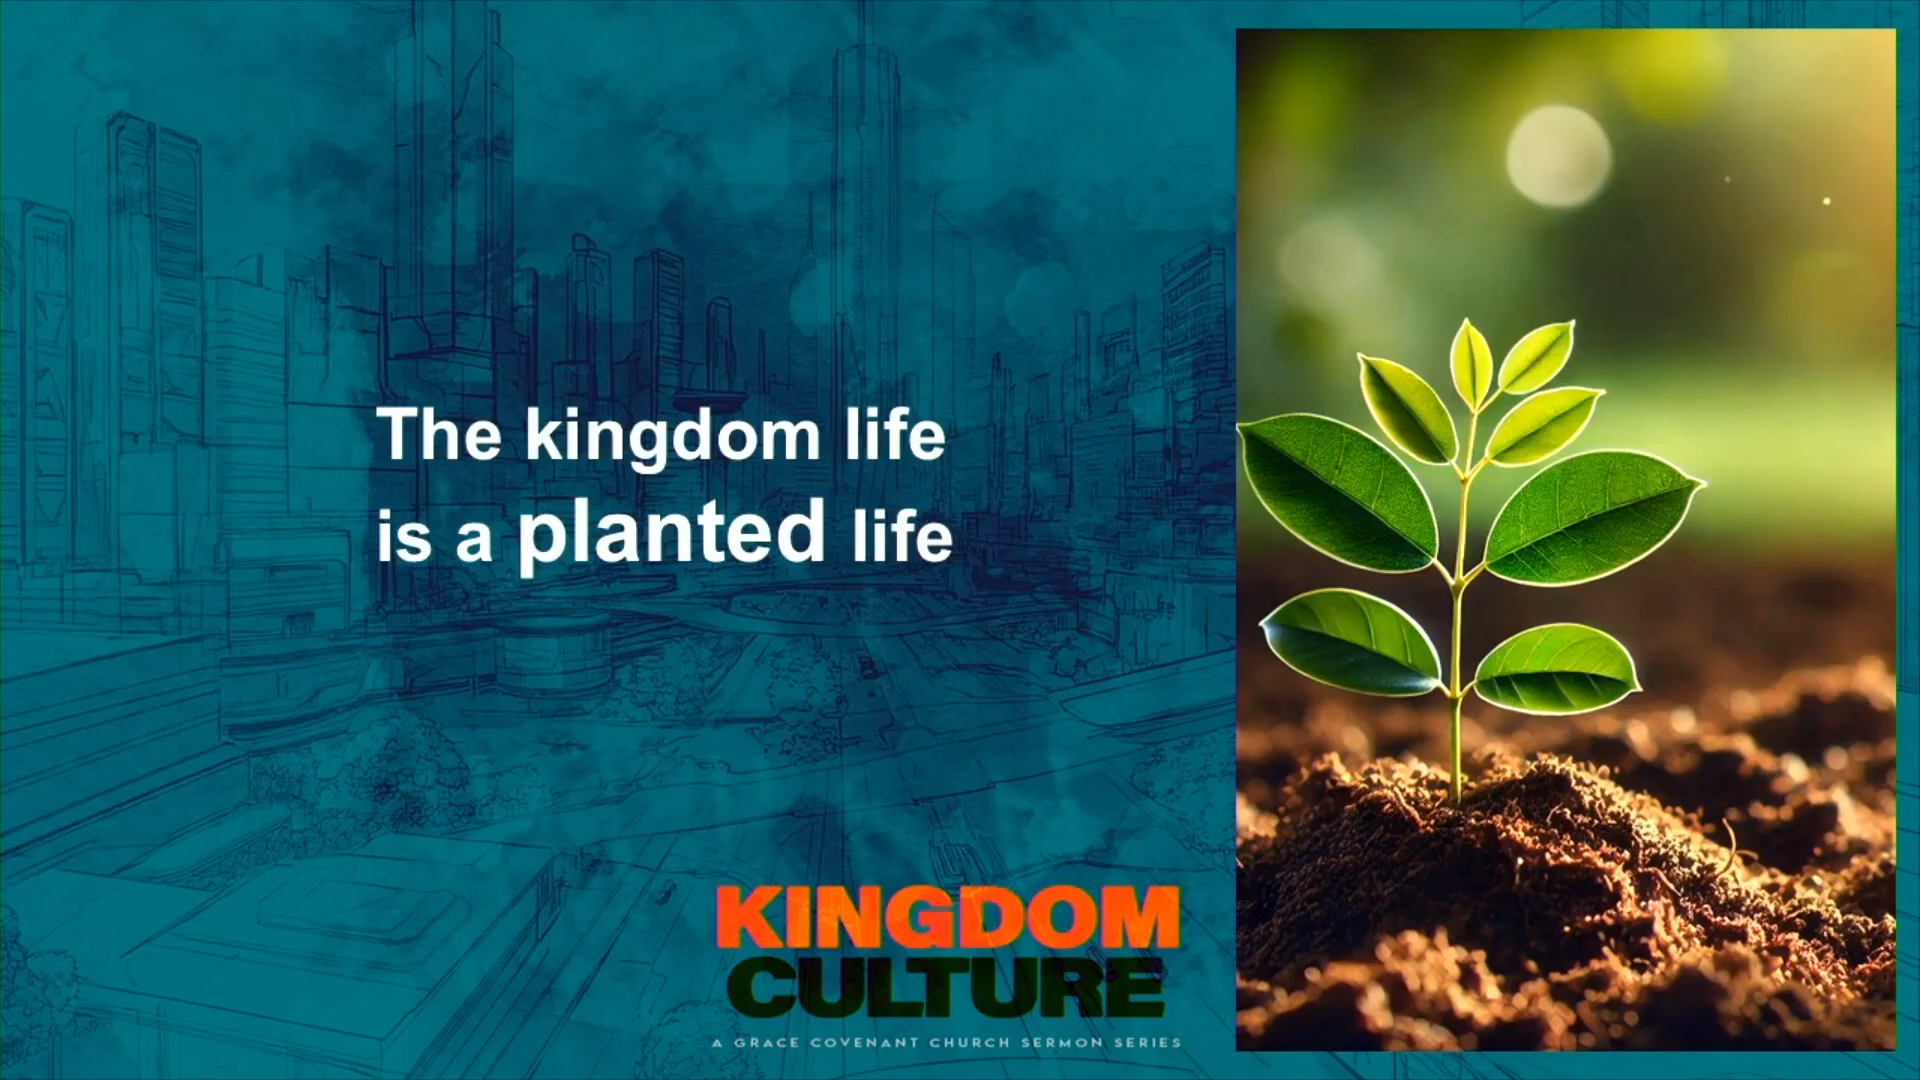 The kingdom life
is a planted life
KINGDOM
CULTURE
A GRACE COVENANT CHURCH SERMON SERIES